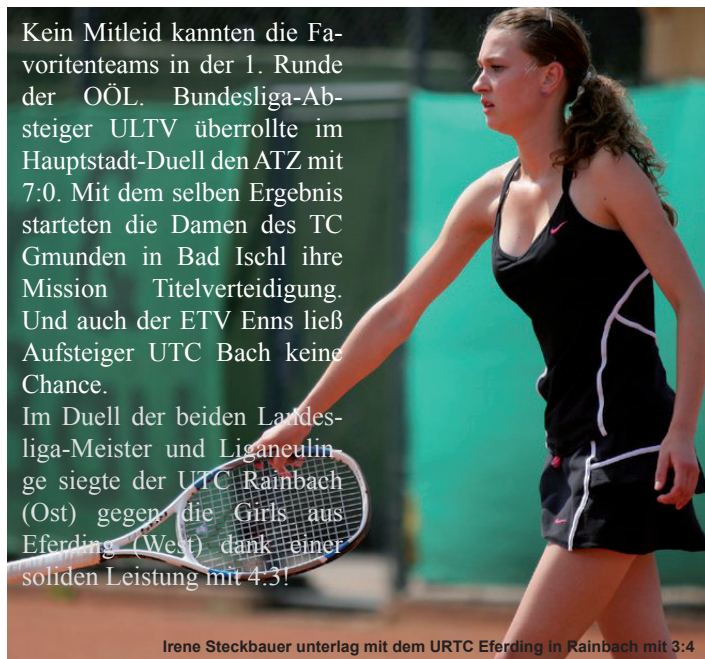 Kein Mitleid kannten die Fa-
voritenteams in der 1. Runde
der OÖL. Bundesliga-Ab-
steiger ULTV überrollte im
Hauptstadt-Duell den ATZ mit
7:0. Mit dem selben Ergebnis
starteten die Damen des TC
Gmunden in Bad Ischl ihre
Mission Titelverteidigung.
Und auch der ETV Enns ließ
Aufsteiger UTC Bach keine
Chance.
Im Duell der beiden Landes-
liga-Meister und Liganeulin-
ge siegte der UTC Rainbach
(Ost) gegen die Girls aus
Eferding (West) dank einer
soliden Leistung mit 4:3!
Irene Steckbauer unterlag mit dem URTC Eferding in Rainbach mit 3:4